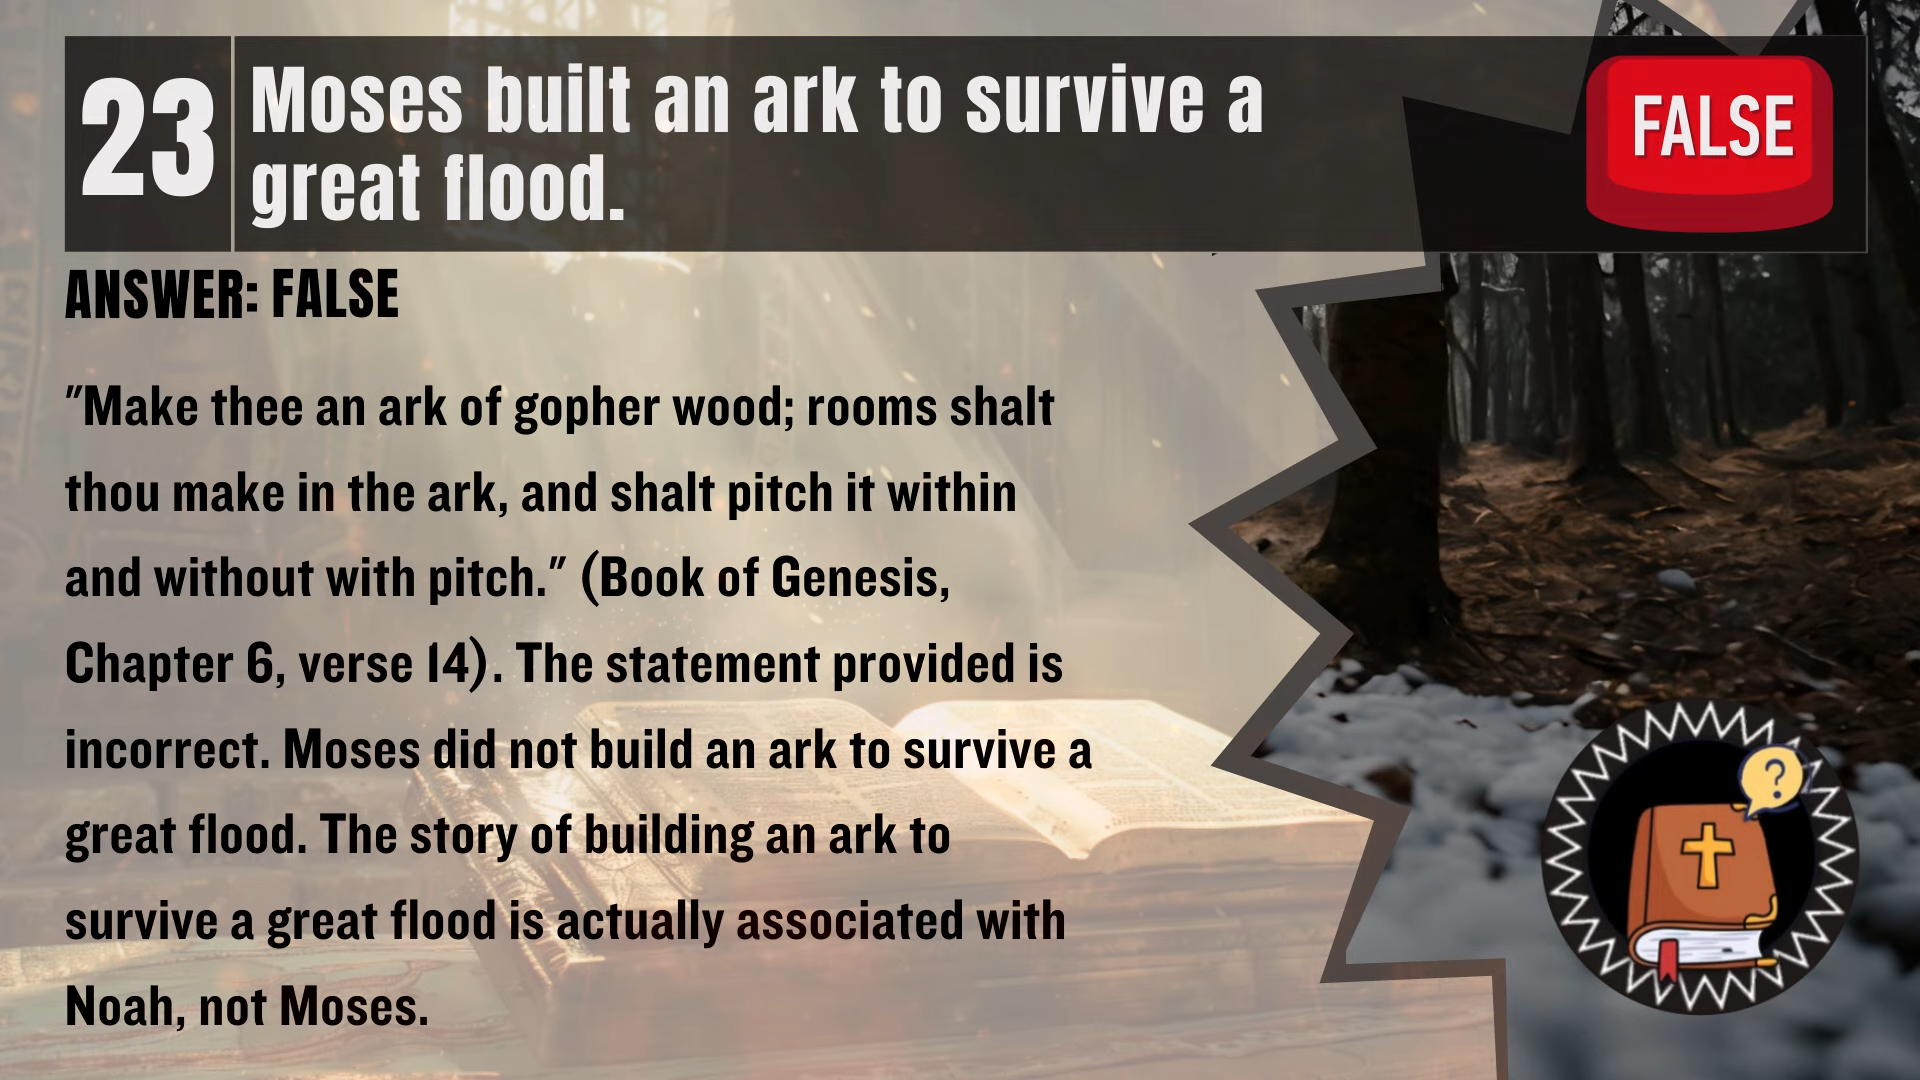 23
Moses built an ark to survive a
great flood.
FALSE
ANSWER: FALSE
"Make thee an ark of gopher wood; rooms shalt
thou make in the ark, and shalt pitch it within
and without with pitch." (Book of Genesis,
Chapter 6, verse 14). The statement provided is
incorrect. Moses did not build an ark to survive a
great flood. The story of building an ark to
survive a great flood is actually associated with
Noah, not Moses.
?